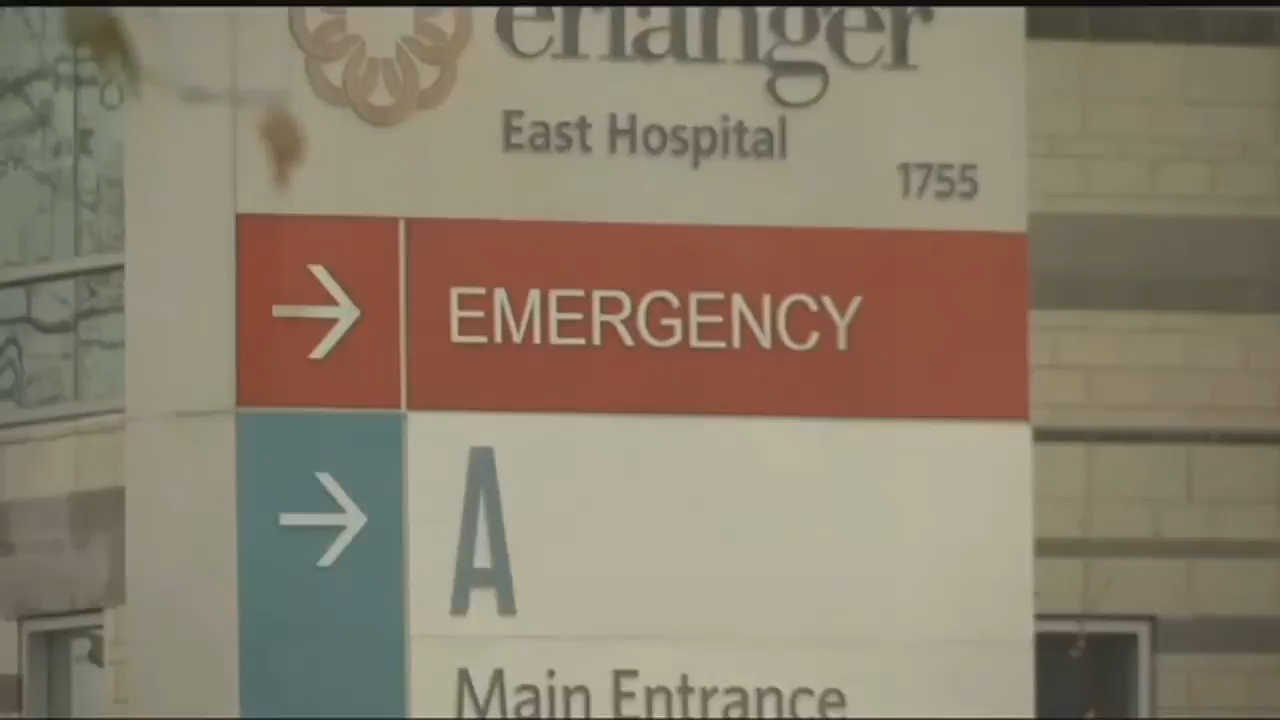 erlanger
East Hospital
1755
EMERGENCY
A
Main Entrance